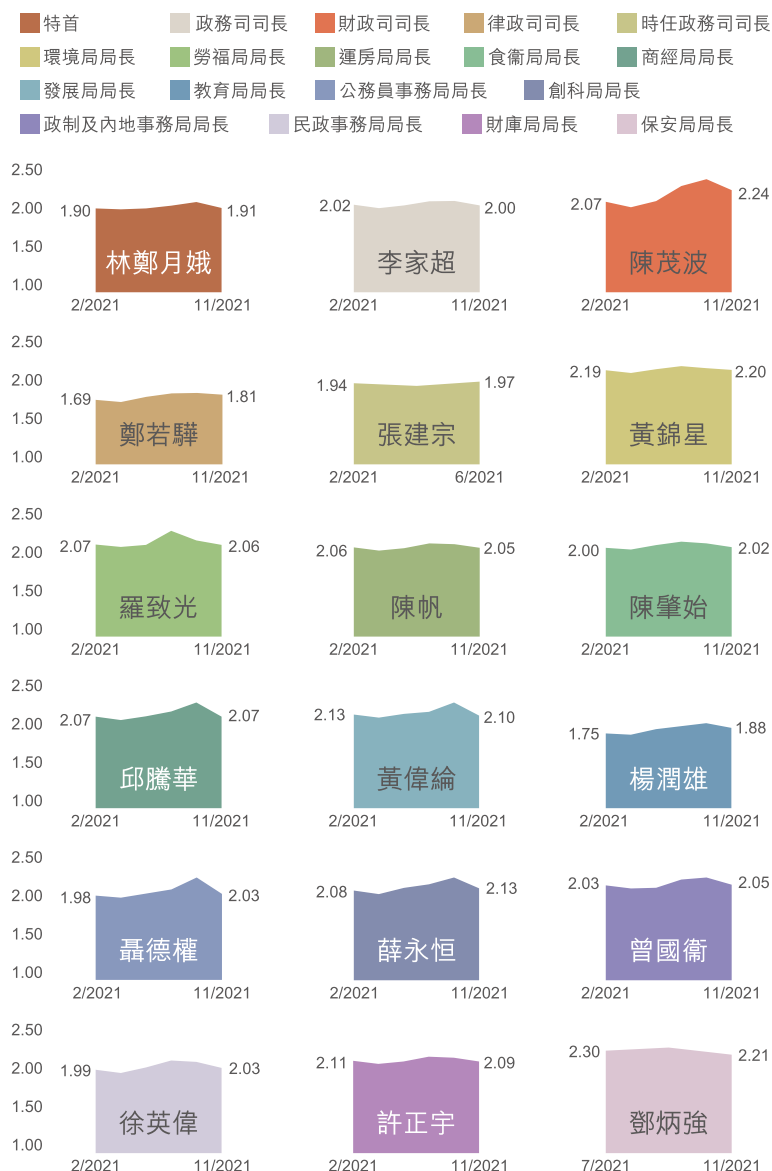 特首 政務司司長 財政司司長 律政司司長 時任政務司司長
環境局局長 勞福局局長 運房局局長 食衞局局長 商經局局長
發展局局長 教育局局長 公務員事務局局長 創科局局長
政制及內地事務局局長 民政事務局局長 財庫局局長 保安局局長
2.50
2.00
1.50
1.00
1.90 1.91
林鄭月娥
2/2021 11/2021
2.02 2.00
李家超
2/2021 11/2021
2.07 2.24
陳茂波
2/2021 11/2021
2.50
2.00
1.50
1.00
1.69 1.81
鄭若驊
2/2021 11/2021
1.94 1.97
張建宗
2/2021 6/2021
2.19 2.20
黃錦星
2/2021 11/2021
2.50
2.00
1.50
1.00
2.07 2.06
羅致光
2/2021 11/2021
2.06 2.05
陳帆
2/2021 11/2021
2.00 2.02
陳肇始
2/2021 11/2021
2.50
2.00
1.50
1.00
2.07 2.07
邱騰華
2/2021 11/2021
2.13 2.10
黃偉綸
2/2021 11/2021
1.75 1.88
楊潤雄
2/2021 11/2021
2.50
2.00
1.50
1.00
1.98 2.03
聶德權
2/2021 11/2021
2.08 2.13
薛永恒
2/2021 11/2021
2.03 2.05
曾國衞
2/2021 11/2021
2.50
2.00
1.50
1.00
1.99 2.03
徐英偉
2/2021 11/2021
2.11 2.09
許正宇
2/2021 11/2021
2.30 2.21
鄧炳強
7/2021 11/2021